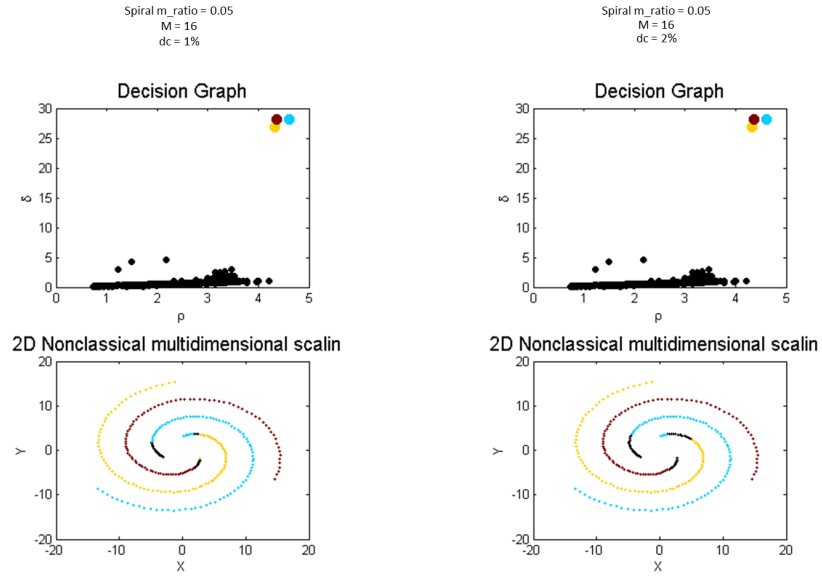 Spiral m_ratio = 0.05
M = 16
dc = 1%
Decision Graph
30
25
20
15
10
5
0
δ
0 1 2 3 4 5
ρ
2D Nonclassical multidimensional scalin
20
10
0
-10
-20
Y
-20 -10 0 10 20
X
Spiral m_ratio = 0.05
M = 16
dc = 2%
Decision Graph
30
25
20
15
10
5
0
δ
0 1 2 3 4 5
ρ
2D Nonclassical multidimensional scalin
20
10
0
-10
-20
Y
-20 -10 0 10 20
X